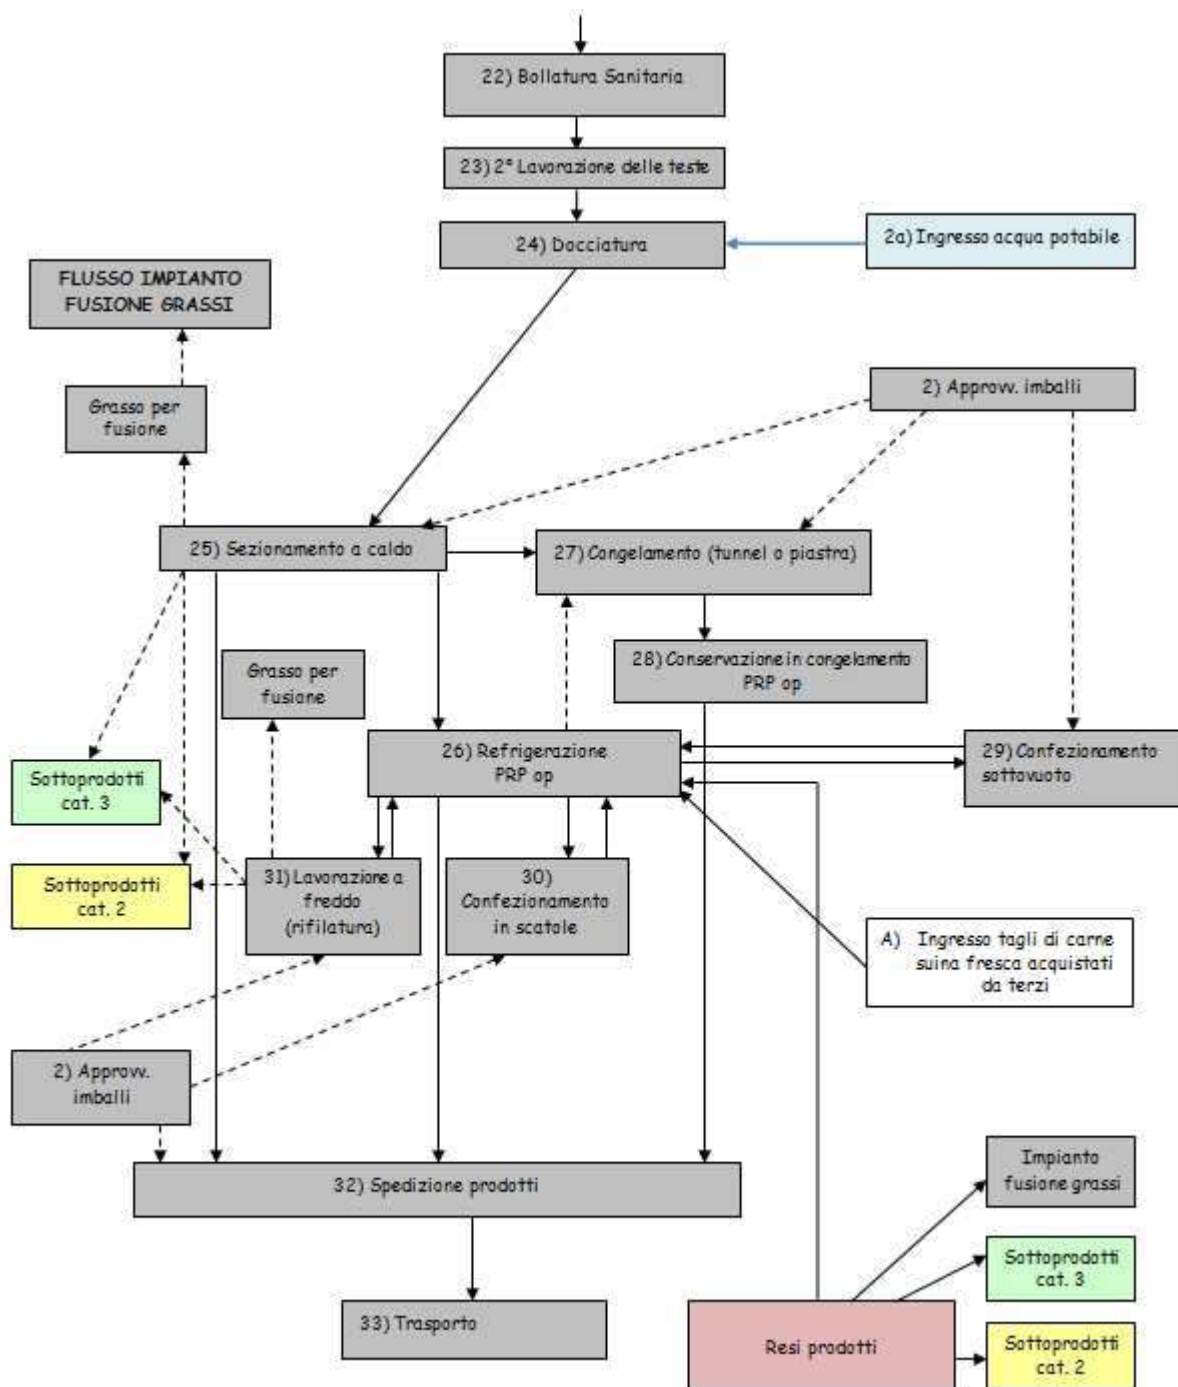 22) Bollatura Sanitaria
23) 2ª Lavorazione delle teste
24) Docciatura
2a) Ingresso acqua potabile
FLUSSO IMPIANTO
FUSIONE GRASSI
Grasso per
fusione
2) Approvv. imballi
25) Sezionamento a caldo
27) Congelamento (tunnel o piastra)
28) Conservazione in congelamento
PRP op
Grasso per
fusione
26) Refrigerazione
PRP op
29) Confezionamento
sottovuoto
Sottoprodotti
cat. 3
Sottoprodotti
cat. 2
31) Lavorazione a
freddo
(rifilatura)
30)
Confezionamento
in scatole
A) Ingresso tagli di carne
suina fresca acquistati
da terzi
2) Approvv.
imballi
32) Spedizione prodotti
33) Trasporto
Impianto
fusione grassi
Sottoprodotti
cat. 3
Resi prodotti
Sottoprodotti
cat. 2